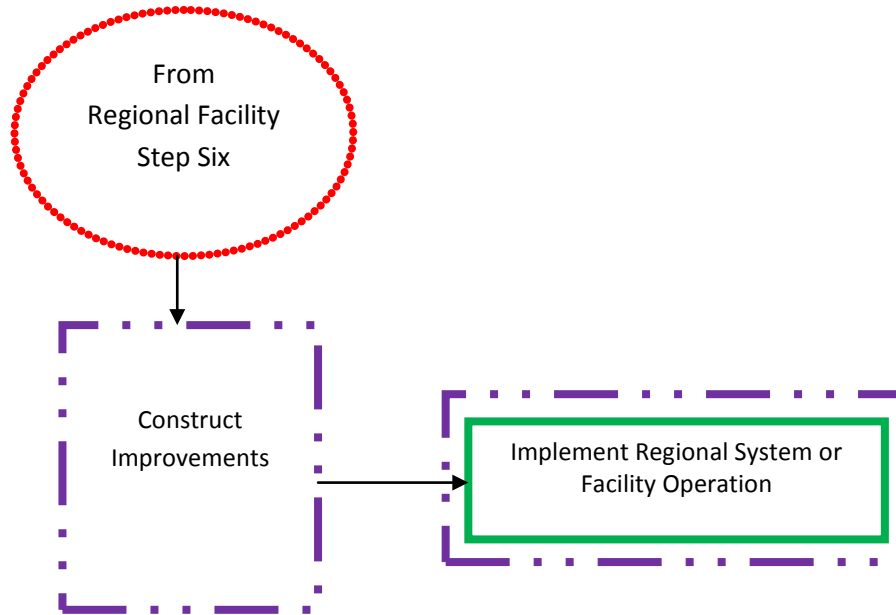 From
Regional Facility
Step Six
Construct
Improvements
Implement Regional System or
Facility Operation